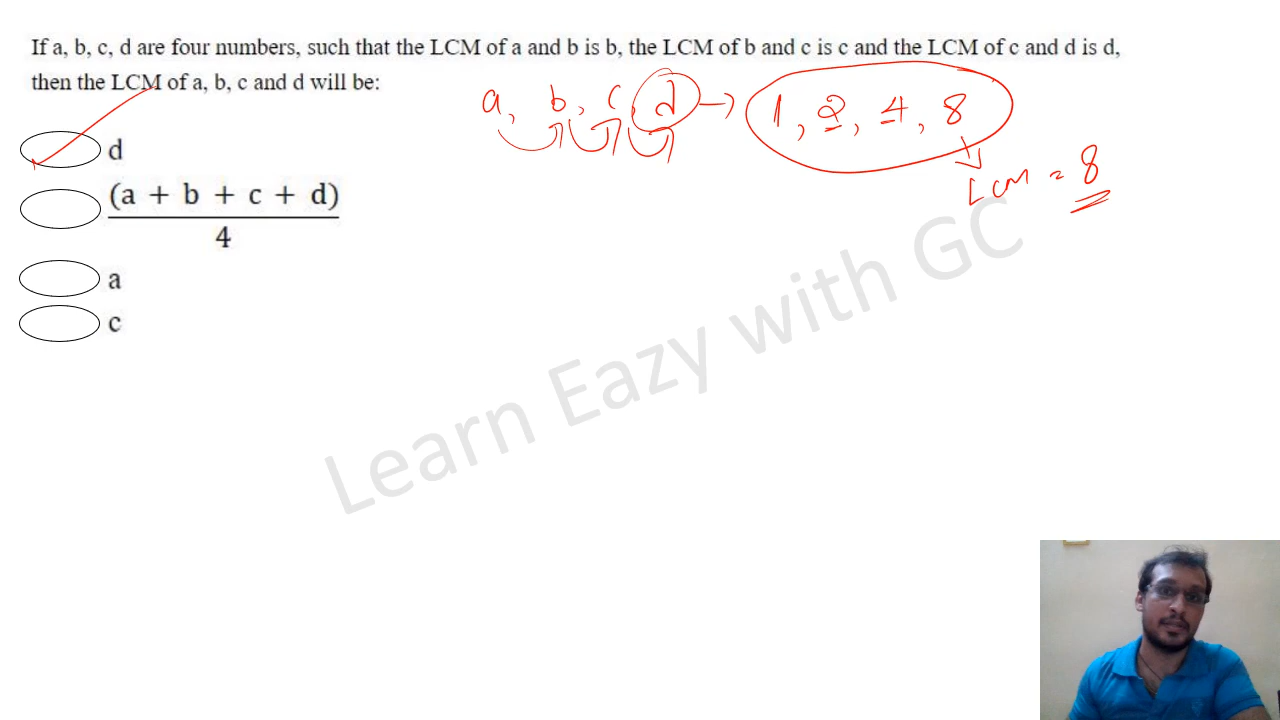 If a, b, c, d are four numbers, such that the LCM of a and b is b, the LCM of b and c is c and the LCM of c and d is d,
then the LCM of a, b, c and d will be:
a, b, c, d → 1, 2, 4, 8
LCM = 8
d
(a + b + c + d)
4
a
c
Learn Eazy with GC